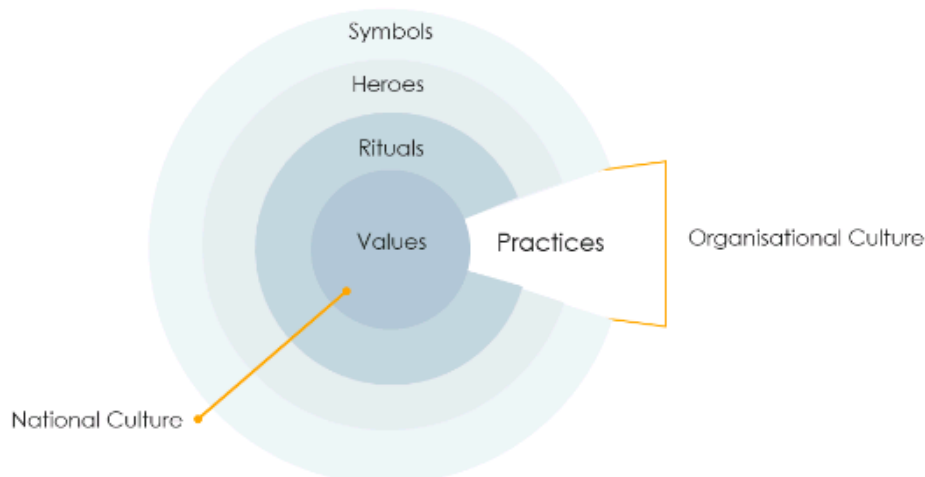 Symbols
Heroes
Rituals
Values
Practices
Organisational Culture
National Culture